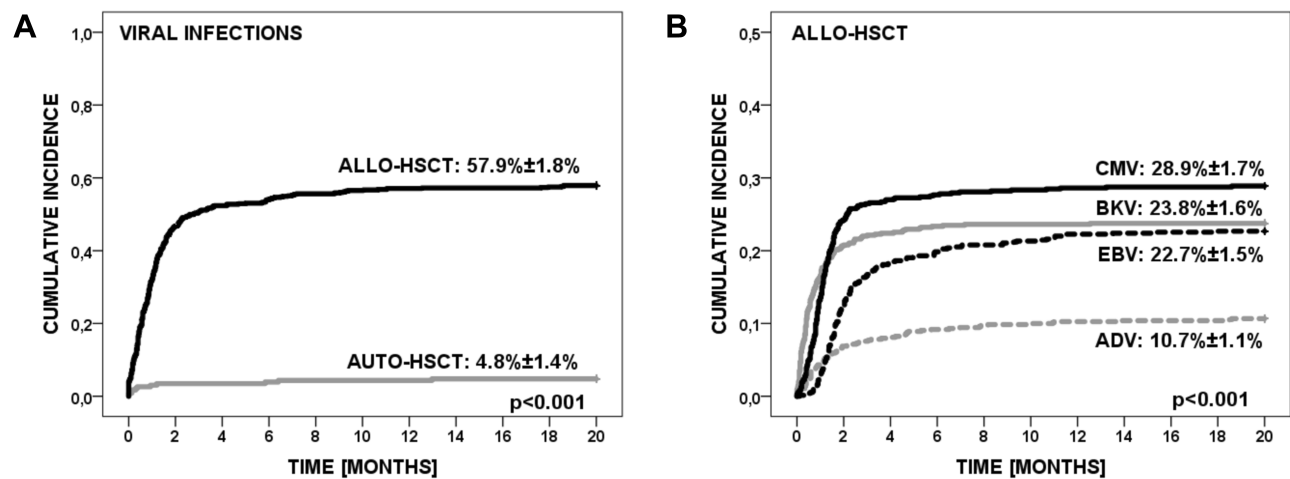 A
VIRAL INFECTIONS
CUMULATIVE INCIDENCE
1,0
0,8
0,6
0,4
0,2
0,0
ALLO-HSCT: 57.9%±1.8%
AUTO-HSCT: 4.8%±1.4%
p<0.001
0 2 4 6 8 10 12 14 16 18 20
TIME [MONTHS]
B
ALLO-HSCT
CUMULATIVE INCIDENCE
0,5
0,4
0,3
0,2
0,1
0,0
CMV: 28.9%±1.7%
BKV: 23.8%±1.6%
EBV: 22.7%±1.5%
ADV: 10.7%±1.1%
p<0.001
0 2 4 6 8 10 12 14 16 18 20
TIME [MONTHS]